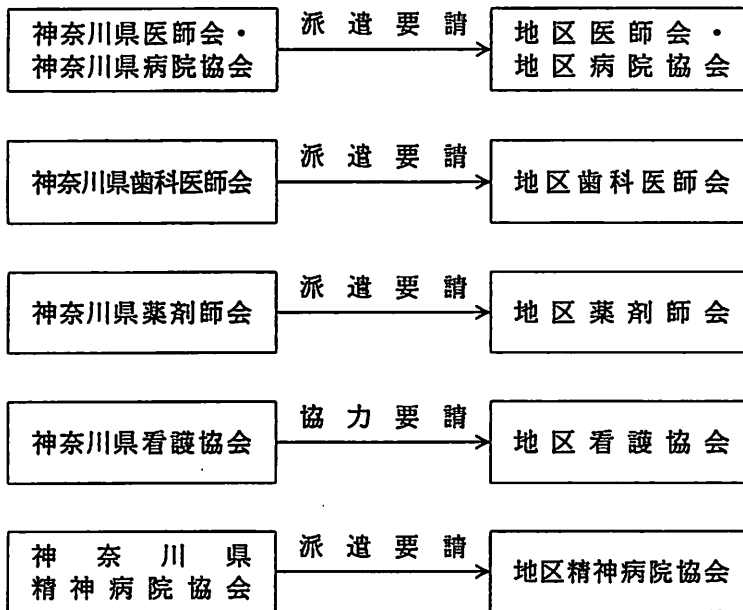 神奈川県医師会・
神奈川県病院協会
派遣要請
地区医師会・
地区病院協会
神奈川県歯科医師会
派遣要請
地区歯科医師会
神奈川県薬剤師会
派遣要請
地区薬剤師会
神奈川県看護協会
協力要請
地区看護協会
神奈川県
精神病院協会
派遣要請
地区精神病院協会